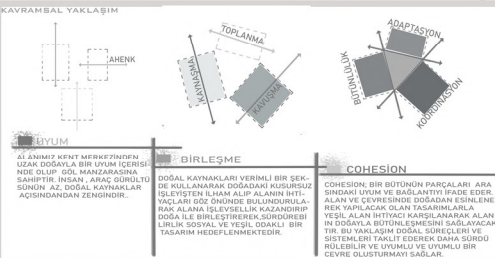 KAVRAMSAL YAKLAŞIM
AHENK
TOPLANMA
KAYNAŞMA
KAVUŞMA
ADAPTASYON
BÜTÜNLÜLÜK
KOORDİNASYON
UYUM
ALANIMIZ KENT MERKEZİNDEN
UZAK DOĞAYLA BİR UYUM İÇERİSİ-
NDE OLUP GÖL MANZARASINA
SAHİPTİR. İNSAN , ARAÇ GÜRÜLTÜ
SÜNÜN AZ, DOĞAL KAYNAKLAR
AÇISINDANDAN ZENGİNDİR..
BİRLEŞME
DOĞAL KAYNAKLARI VERİMLİ BİR ŞEK-
DE KULLANARAK DOĞADAKİ KUSURSUZ
İŞLEYİSTEN İLHAM ALIP ALANIN İHTİ-
YAÇLARI GÖZ ÖNÜNDE BULUNDURULA-
RAK ALANA İŞLEVSELLİK KAZANDIRIP
DOĞA İLE BİRLEŞTİREREK,SÜRDÜREBİ
LİRLİK SOSYAL VE YEŞİL ODAKLI BİR
TASARIM HEDEFLENMEKTEDİR.
COHESİON
COHESİON; BİR BÜTÜNÜN PARÇALARI ARA
SINDAKİ UYUM VE BAĞLANTIYI İFADE EDER.
ALAN VE ÇEVRESİNDE DOĞADAN ESİNLENE
REK YAPILACAK OLAN TASARIMLARLA
YEŞİL ALAN İHTİYACI KARŞILANARAK ALAN
IN DOĞAYLA BÜTÜNLEŞMESİNİ SAĞLAYACAK
TIR. BU YAKLAŞIM DOĞAL SÜREÇLERİ VE
SİSTEMLERİ TAKLİT EDEREK DAHA SÜRDÜ
RÜLEBİLİR VE UYUMLU VE UYUMLU BİR
ÇEVRE OLUŞTURMAYI SAĞLAR.